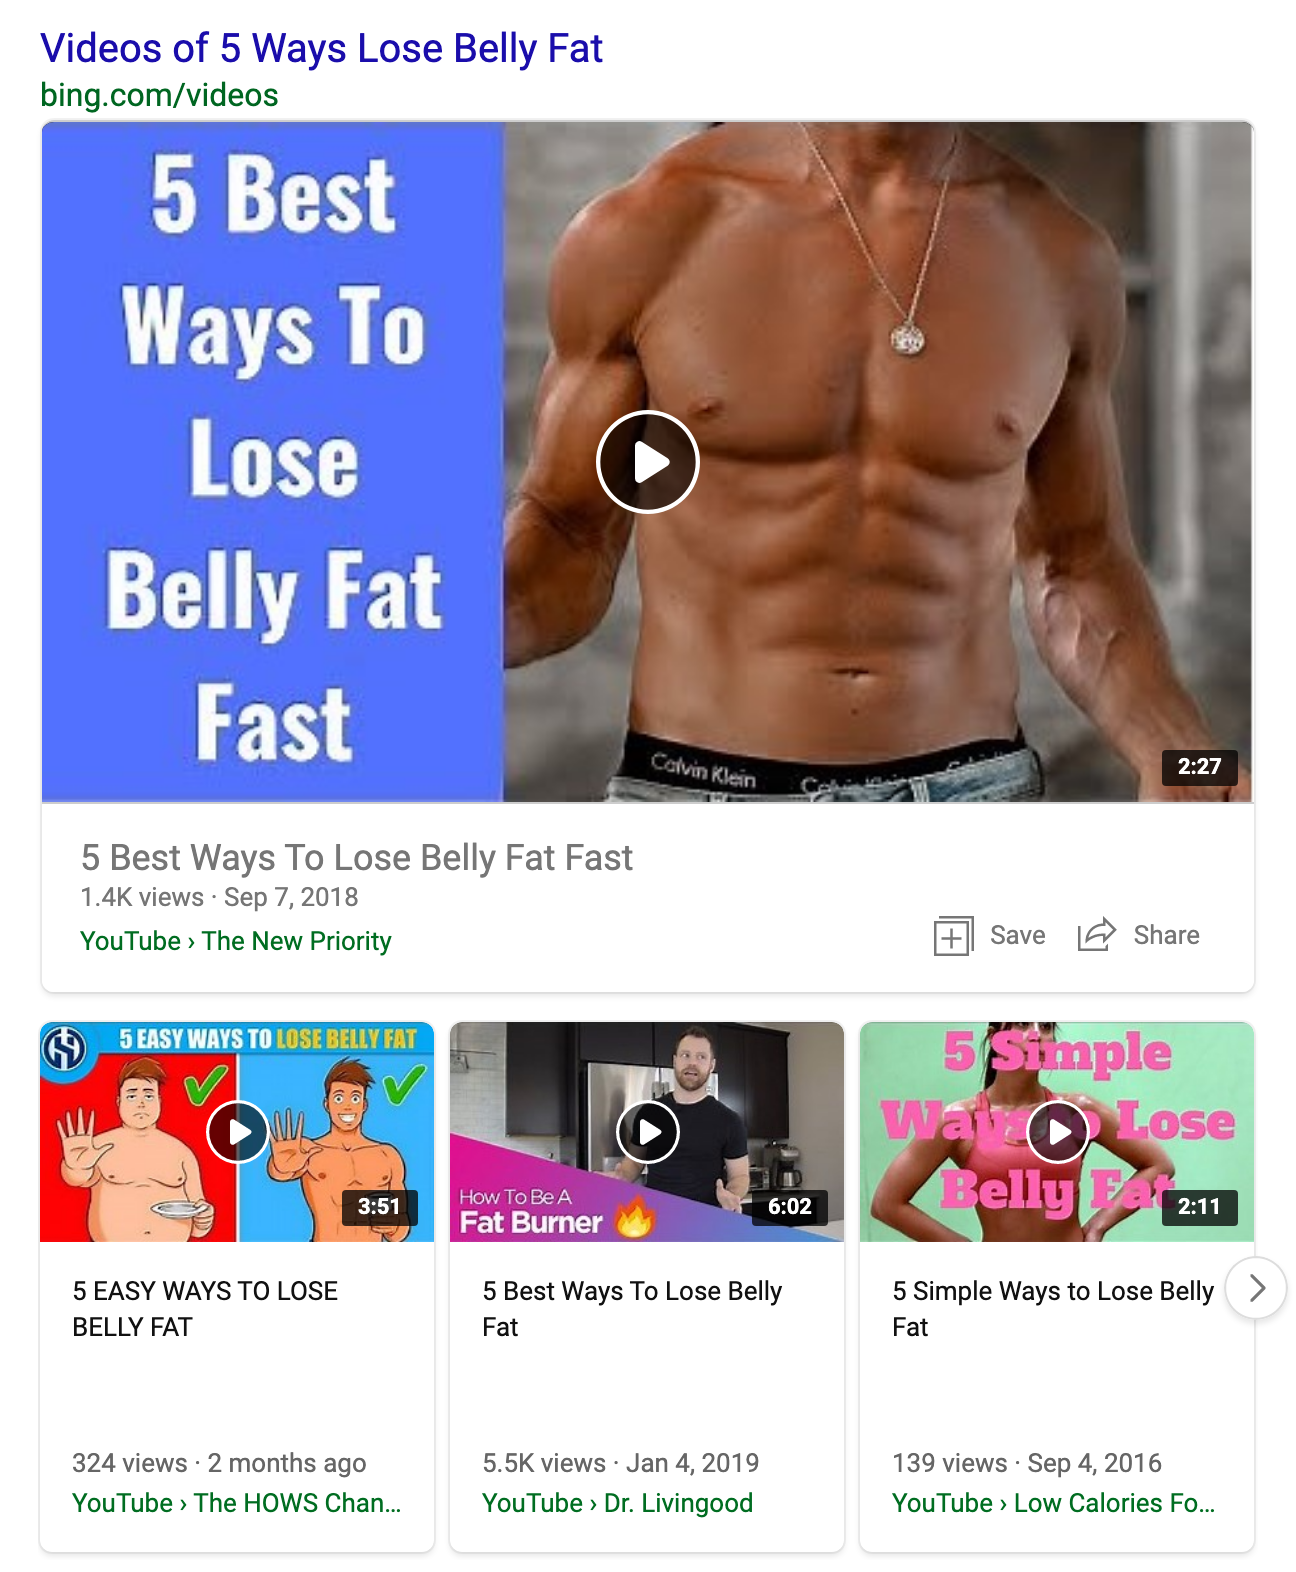 Videos of 5 Ways Lose Belly Fat
bing.com/videos
5 Best
Ways To
Lose
Belly Fat
Fast
Calvin Klein
2:27
5 Best Ways To Lose Belly Fat Fast
1.4K views · Sep 7, 2018
YouTube › The New Priority
Save
Share
5 EASY WAYS TO LOSE BELLY FAT
3:51
5 EASY WAYS TO LOSE
BELLY FAT
324 views · 2 months ago
YouTube › The HOWS Chan...
How To Be A
Fat Burner
6:02
5 Best Ways To Lose Belly
Fat
5.5K views · Jan 4, 2019
YouTube › Dr. Livingood
5 Simple
Ways to Lose
Belly Fat
2:11
5 Simple Ways to Lose Belly
Fat
139 views · Sep 4, 2016
YouTube › Low Calories Fo...